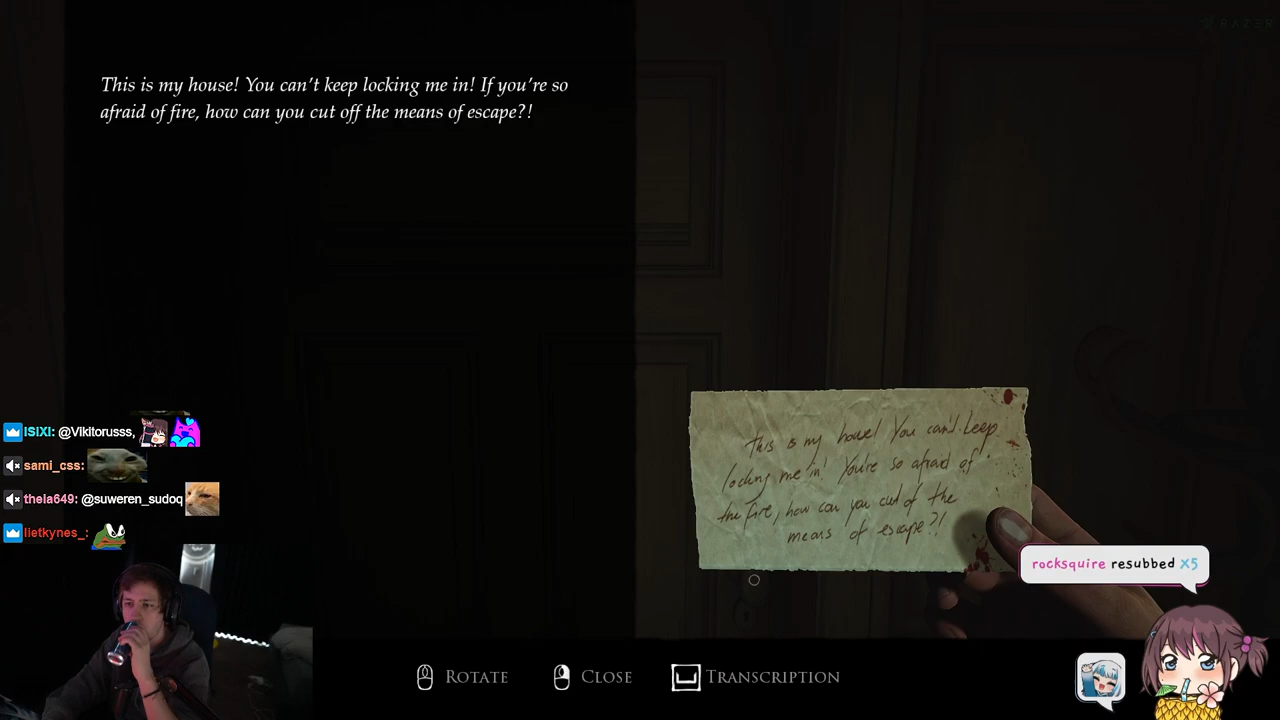 RAZER
This is my house! You can't keep locking me in! If you're so
afraid of fire, how can you cut off the means of escape?!
this is my house! You can't keep
locking me in! You're so afraid of
the fire, how can you cut of the
means of escape?!
ISIXI: @Vikitorusss,
sami_css:
thela649: @suweren_sudoq
lietkynes_:
rocksquire resubbed X5
ROTATE
CLOSE
TRANSCRIPTION